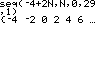 seq(-4+2N,N,0,29
,1)
{-4 -2 0 2 4 6 …